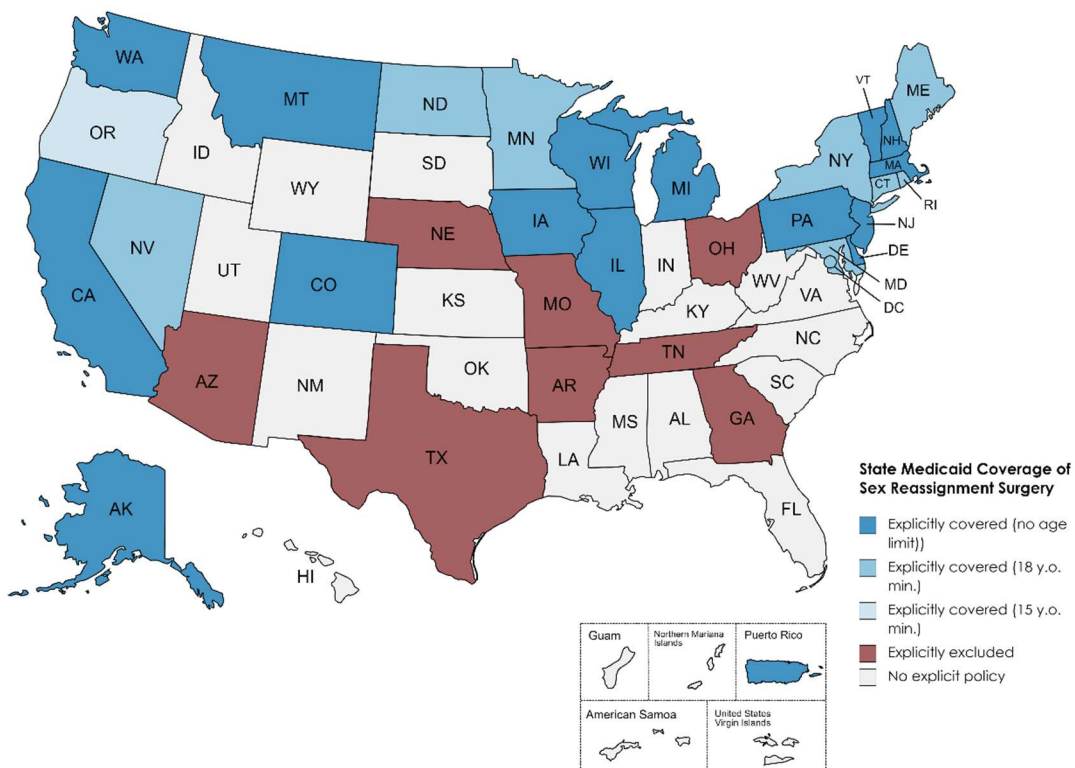 WA
MT
ND
MN
VT
ME
OR
ID
SD
WI
NY
NH
MA
WY
MI
CT
RI
NE
IA
PA
NJ
NV
OH
DE
UT
CO
IL
IN
WV
MD
CA
KS
MO
KY
VA
DC
AZ
NM
OK
AR
TN
NC
SC
MS
AL
GA
TX
LA
FL
AK
HI
State Medicaid Coverage of
Sex Reassignment Surgery
Explicitly covered (no age
limit))
Explicitly covered (18 y.o.
min.)
Explicitly covered (15 y.o.
min.)
Explicitly excluded
No explicit policy
Guam
Northern Mariana
Islands
Puerto Rico
American Samoa
United States
Virgin Islands